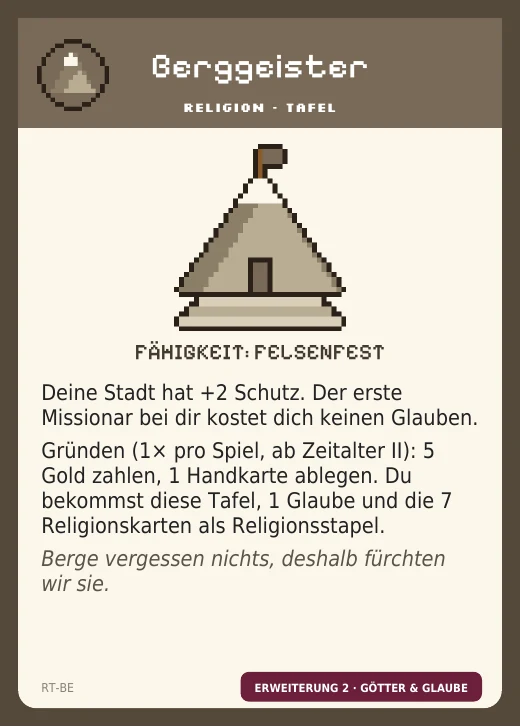 Berggeister
RELIGION · TAFEL
FÄHIGKEIT: FELSENFEST
Deine Stadt hat +2 Schutz. Der erste
Missionar bei dir kostet dich keinen Glauben.
Gründen (1× pro Spiel, ab Zeitalter II): 5
Gold zahlen, 1 Handkarte ablegen. Du
bekommst diese Tafel, 1 Glaube und die 7
Religionskarten als Religionsstapel.
Berge vergessen nichts, deshalb fürchten
wir sie.
RT-BE
ERWEITERUNG 2 · GÖTTER & GLAUBE